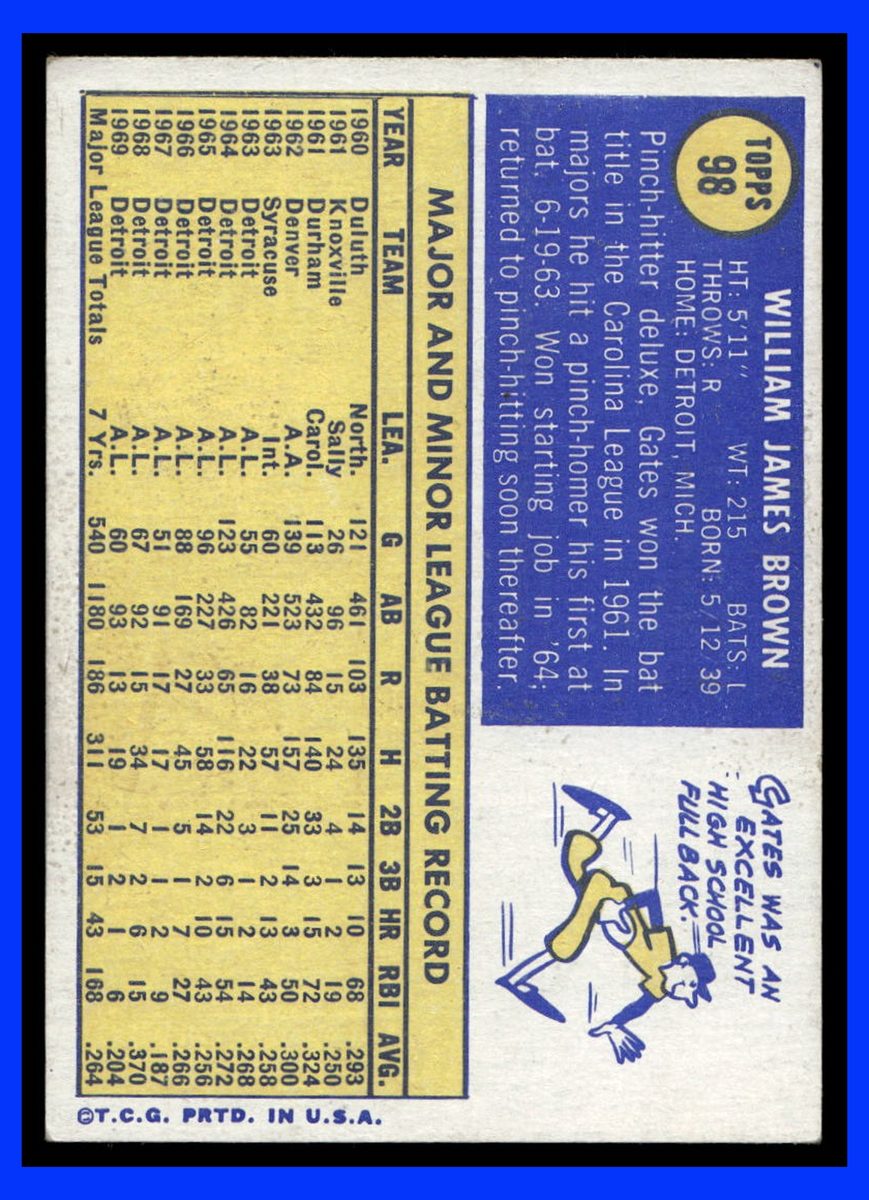 TOPPS
98
WILLIAM JAMES BROWN
HT: 5'11" WT: 215 BATS: L
THROWS: R BORN: 5/12/39
HOME: DETROIT, MICH.
Pinch-hitter deluxe, Gates won the bat
title in the Carolina League in 1961. In
majors he hit a pinch-homer his first at
bat, 6-19-63. Won starting job in '64;
returned to pinch-hitting soon thereafter.
GATES WAS AN
EXCELLENT
HIGH SCHOOL
FULLBACK.
MAJOR AND MINOR LEAGUE BATTING RECORD
YEAR TEAM LEA. G AB R H 2B 3B HR RBI AVG.
1960 Duluth North. 121 461 103 135 14 13 10 68 .293
1961 Knoxville Sally 26 96 15 24 4 1 2 19 .250
1961 Durham Carol. 113 432 84 140 33 3 15 72 .324
1962 Denver A.A. 139 523 73 157 25 14 3 50 .300
1963 Syracuse Int. 60 221 38 57 11 2 13 43 .258
1963 Detroit A.L. 55 82 16 22 3 1 2 14 .268
1964 Detroit A.L. 123 426 65 116 22 6 15 54 .272
1965 Detroit A.L. 96 227 33 58 14 2 10 43 .256
1966 Detroit A.L. 88 169 27 45 5 1 7 27 .266
1967 Detroit A.L. 51 91 17 17 1 1 2 9 .187
1968 Detroit A.L. 67 92 15 34 7 2 6 15 .370
1969 Detroit A.L. 60 93 13 19 1 2 1 6 .204
Major League Totals 7 Yrs. 540 1180 186 311 53 15 43 168 .264
©T.C.G. PRTD. IN U.S.A.